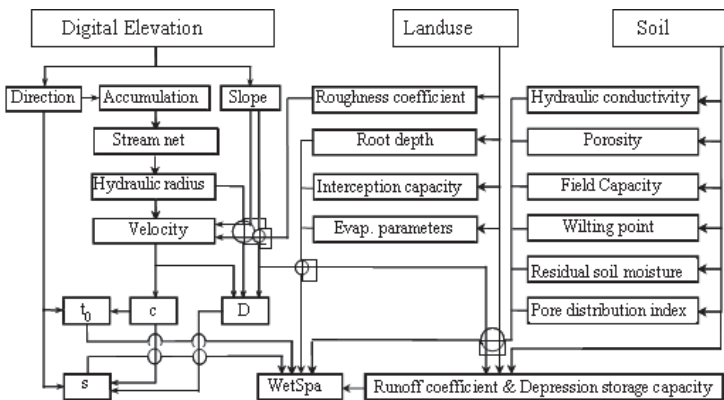 Digital Elevation
Landuse
Soil
Direction
Accumulation
Slope
Roughness coefficient
Hydraulic conductivity
Stream net
Root depth
Porosity
Hydraulic radius
Interception capacity
Field Capacity
Velocity
Evap. parameters
Wilting point
Residual soil moisture
t0
c
D
Pore distribution index
s
WetSpa
Runoff coefficient & Depression storage capacity